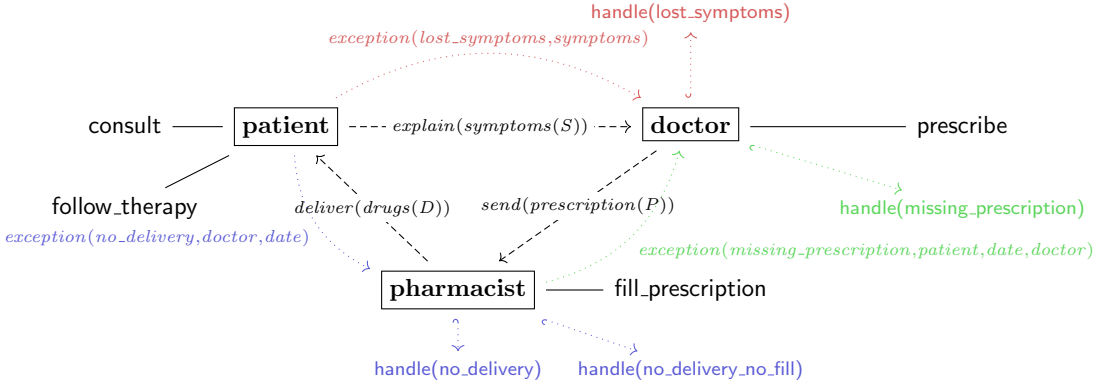 handle(lost_symptoms)
exception(lost_symptoms,symptoms)
consult
patient
explain(symptoms(S))
doctor
prescribe
follow_therapy
deliver(drugs(D))
send(prescription(P))
handle(missing_prescription)
exception(no_delivery,doctor,date)
exception(missing_prescription,patient,date,doctor)
pharmacist
fill_prescription
handle(no_delivery)
handle(no_delivery_no_fill)